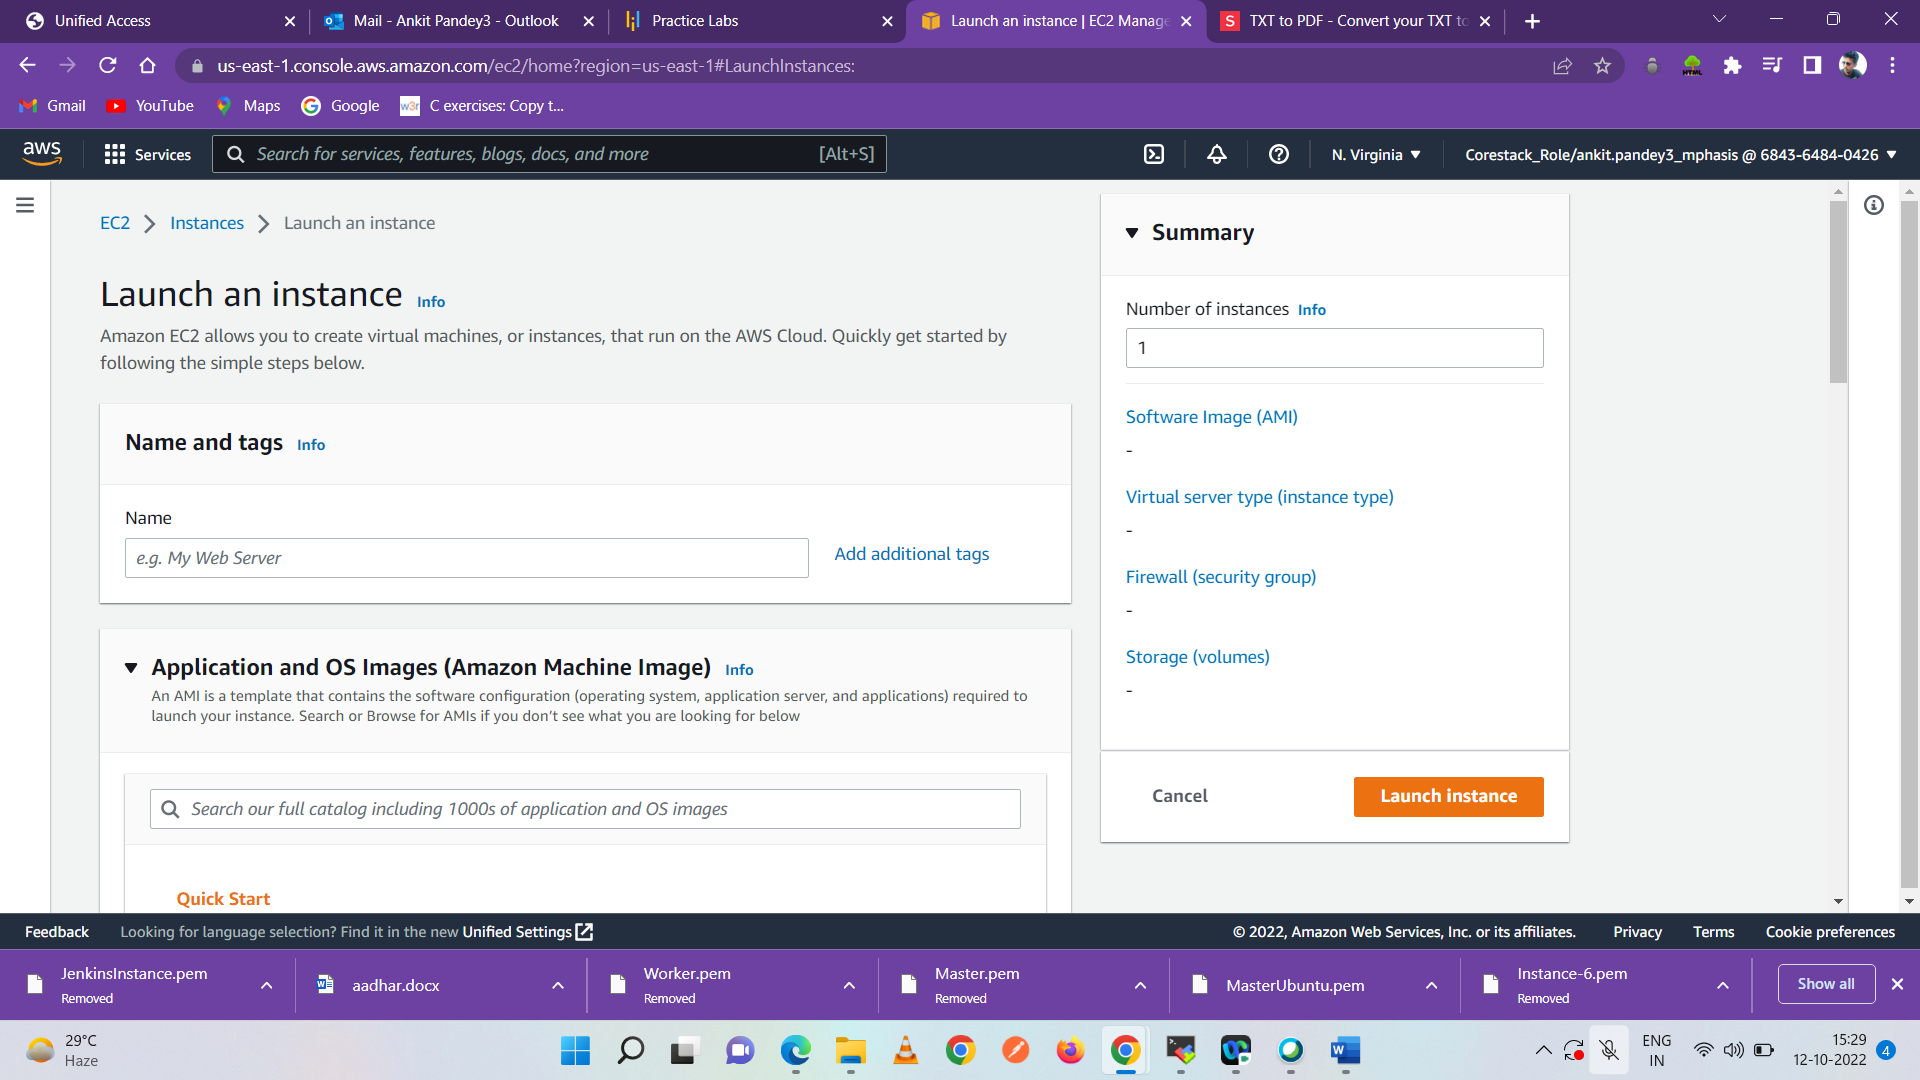 Unified Access
Mail - Ankit Pandey3 - Outlook
Practice Labs
Launch an instance | EC2 Manage
S TXT to PDF - Convert your TXT to
us-east-1.console.aws.amazon.com/ec2/home?region=us-east-1#LaunchInstances:
HTML
Gmail
YouTube
Maps
Google
w3r C exercises: Copy t...
aws
Services
Search for services, features, blogs, docs, and more [Alt+S]
N. Virginia
Corestack_Role/ankit.pandey3_mphasis @ 6843-6484-0426
EC2 Instances Launch an instance
Launch an instance Info
Amazon EC2 allows you to create virtual machines, or instances, that run on the AWS Cloud. Quickly get started by
following the simple steps below.
Name and tags Info
Name
e.g. My Web Server
Add additional tags
Application and OS Images (Amazon Machine Image) Info
An AMI is a template that contains the software configuration (operating system, application server, and applications) required to
launch your instance. Search or Browse for AMIs if you don't see what you are looking for below
Search our full catalog including 1000s of application and OS images
Quick Start
Summary
Number of instances Info
1
Software Image (AMI)
-
Virtual server type (instance type)
-
Firewall (security group)
-
Storage (volumes)
-
Cancel
Launch instance
Feedback
Looking for language selection? Find it in the new Unified Settings
© 2022, Amazon Web Services, Inc. or its affiliates.
Privacy
Terms
Cookie preferences
JenkinsInstance.pem
Removed
aadhar.docx
Worker.pem
Removed
Master.pem
Removed
MasterUbuntu.pem
Instance-6.pem
Removed
Show all
29°C
Haze
ENG
IN
15:29
12-10-2022
4